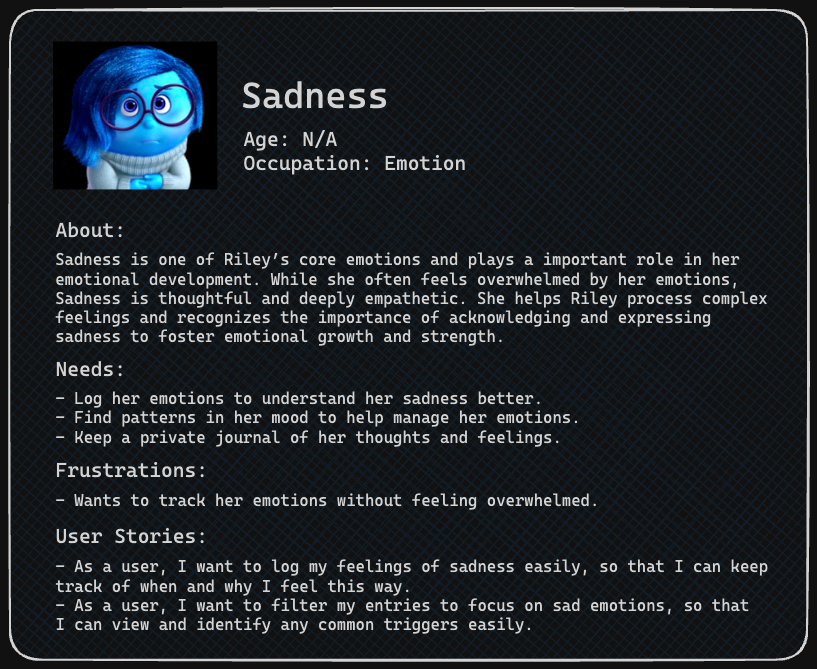 Sadness
Age: N/A
Occupation: Emotion
About:
Sadness is one of Riley’s core emotions and plays a important role in her
emotional development. While she often feels overwhelmed by her emotions,
Sadness is thoughtful and deeply empathetic. She helps Riley process complex
feelings and recognizes the importance of acknowledging and expressing
sadness to foster emotional growth and strength.
Needs:
- Log her emotions to understand her sadness better.
- Find patterns in her mood to help manage her emotions.
- Keep a private journal of her thoughts and feelings.
Frustrations:
- Wants to track her emotions without feeling overwhelmed.
User Stories:
- As a user, I want to log my feelings of sadness easily, so that I can keep
track of when and why I feel this way.
- As a user, I want to filter my entries to focus on sad emotions, so that
I can view and identify any common triggers easily.